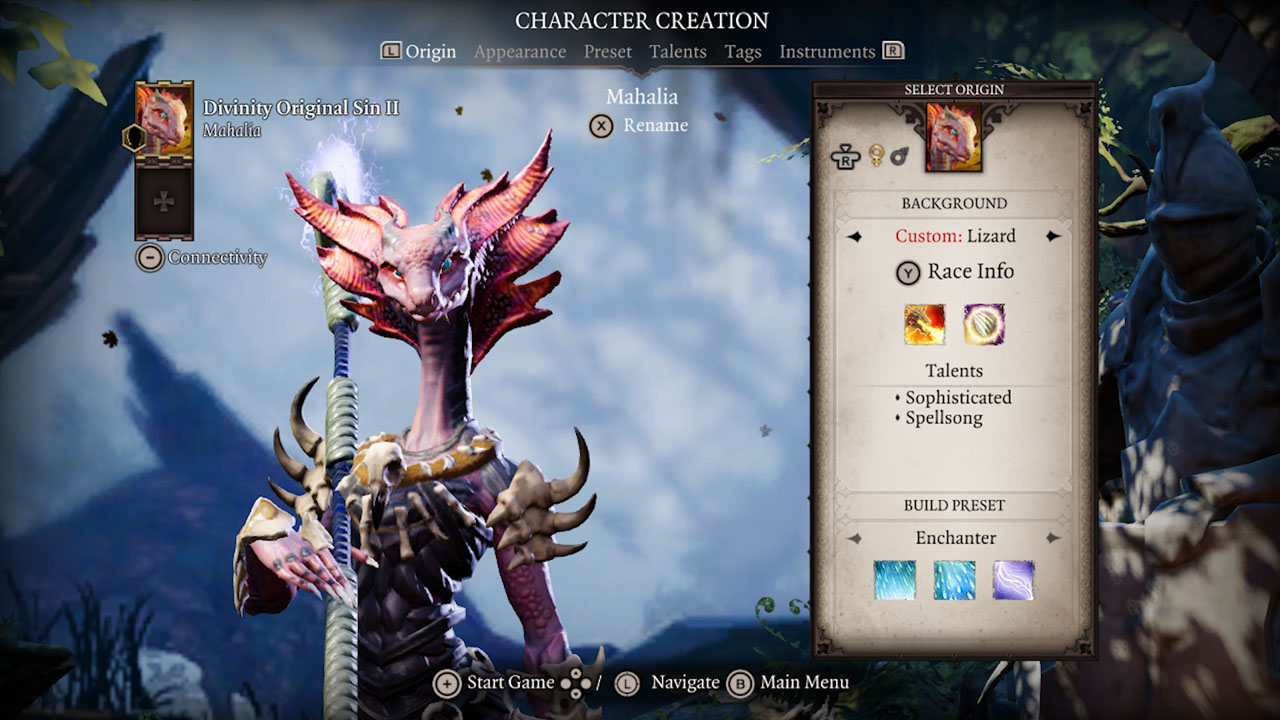 CHARACTER CREATION
L Origin Appearance Preset Talents Tags Instruments R
Divinity Original Sin II
Mahalia
Connectivity
Mahalia
X Rename
SELECT ORIGIN
R
BACKGROUND
Custom: Lizard
Y Race Info
Talents
Sophisticated
Spellsong
BUILD PRESET
Enchanter
+ Start Game / L Navigate B Main Menu